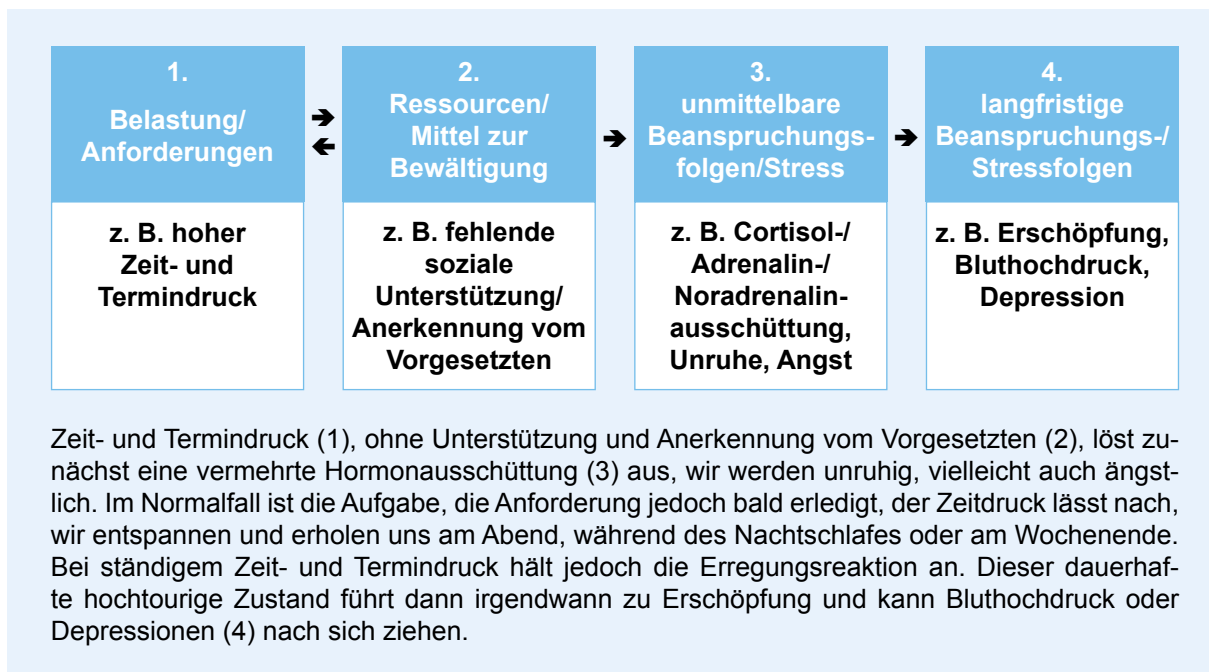 1.
Belastung/
Anforderungen
z. B. hoher
Zeit- und
Termindruck
➔
➔
2.
Ressourcen/
Mittel zur
Bewältigung
z. B. fehlende
soziale
Unterstützung/
Anerkennung vom
Vorgesetzten
➔
3.
unmittelbare
Beanspruchungs-
folgen/Stress
z. B. Cortisol-/
Adrenalin-/
Noradrenalin-
ausschüttung,
Unruhe, Angst
➔
4.
langfristige
Beanspruchungs-/
Stressfolgen
z. B. Erschöpfung,
Bluthochdruck,
Depression
Zeit- und Termindruck (1), ohne Unterstützung und Anerkennung vom Vorgesetzten (2), löst zu-
nächst eine vermehrte Hormonausschüttung (3) aus, wir werden unruhig, vielleicht auch ängst-
lich. Im Normalfall ist die Aufgabe, die Anforderung jedoch bald erledigt, der Zeitdruck lässt nach,
wir entspannen und erholen uns am Abend, während des Nachtschlafes oder am Wochenende.
Bei ständigem Zeit- und Termindruck hält jedoch die Erregungsreaktion an. Dieser dauerhaf-
te hochtourige Zustand führt dann irgendwann zu Erschöpfung und kann Bluthochdruck oder
Depressionen (4) nach sich ziehen.